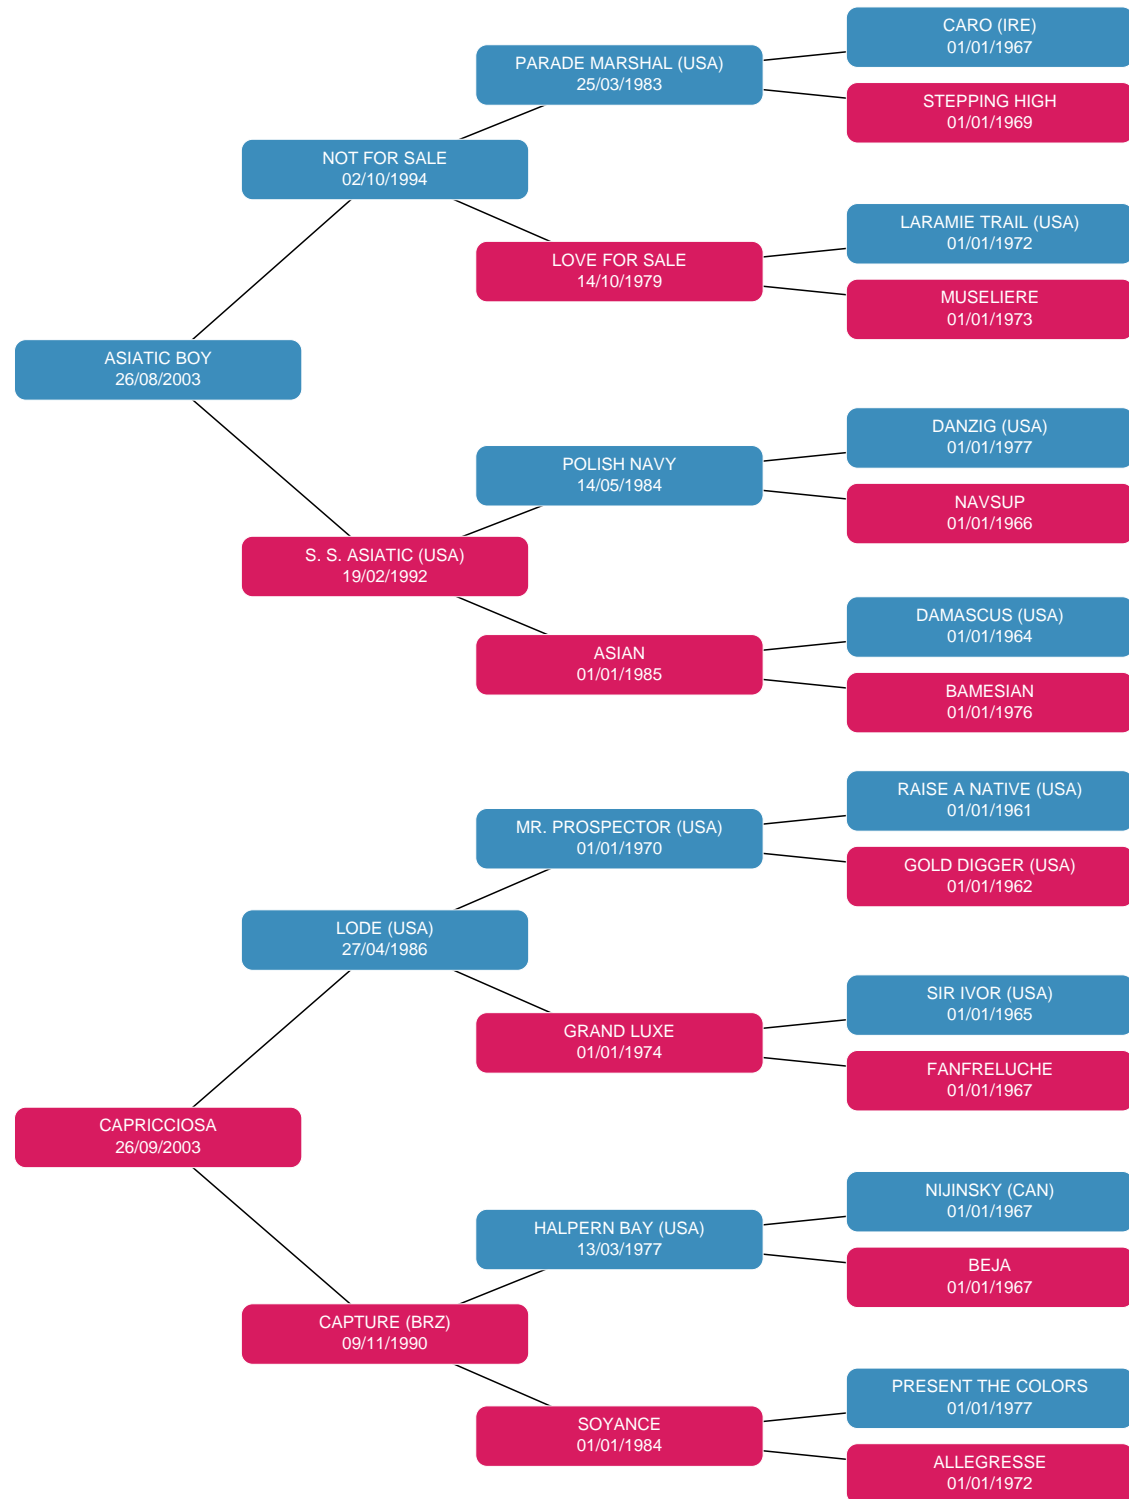 CARO (IRE)
01/01/1967
PARADE MARSHAL (USA)
25/03/1983
STEPPING HIGH
01/01/1969
NOT FOR SALE
02/10/1994
LARAMIE TRAIL (USA)
01/01/1972
LOVE FOR SALE
14/10/1979
MUSELIERE
01/01/1973
ASIATIC BOY
26/08/2003
DANZIG (USA)
01/01/1977
POLISH NAVY
14/05/1984
NAVSUP
01/01/1966
S. S. ASIATIC (USA)
19/02/1992
DAMASCUS (USA)
01/01/1964
ASIAN
01/01/1985
BAMESIAN
01/01/1976
RAISE A NATIVE (USA)
01/01/1961
MR. PROSPECTOR (USA)
01/01/1970
GOLD DIGGER (USA)
01/01/1962
LODE (USA)
27/04/1986
SIR IVOR (USA)
01/01/1965
GRAND LUXE
01/01/1974
FANFRELUCHE
01/01/1967
CAPRICCIOSA
26/09/2003
NIJINSKY (CAN)
01/01/1967
HALPERN BAY (USA)
13/03/1977
BEJA
01/01/1967
CAPTURE (BRZ)
09/11/1990
PRESENT THE COLORS
01/01/1977
SOYANCE
01/01/1984
ALLEGRESSE
01/01/1972